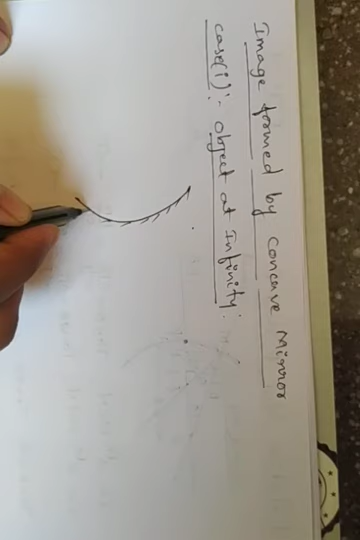 Image formed by concave Mirror
case(i):- object at Infinity: